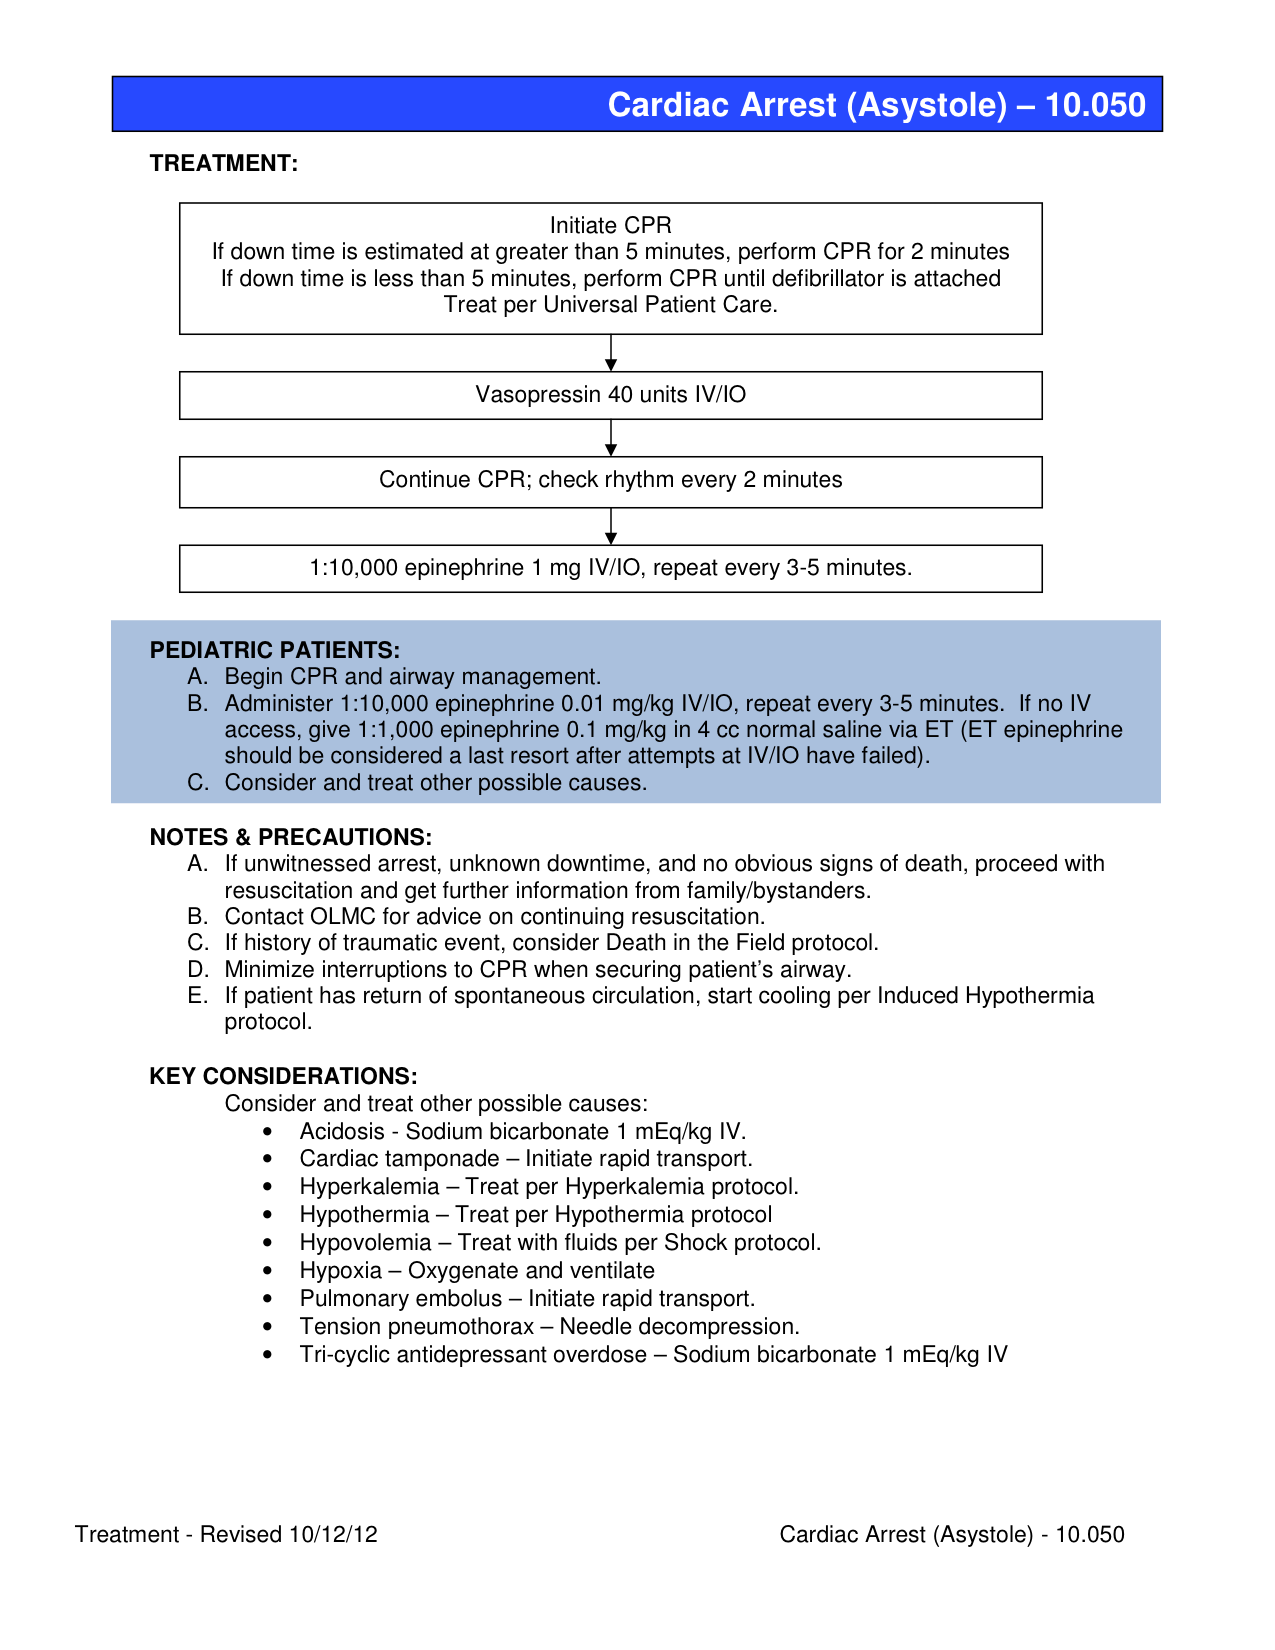 Cardiac Arrest (Asystole) – 10.050
TREATMENT:
Initiate CPR
If down time is estimated at greater than 5 minutes, perform CPR for 2 minutes
If down time is less than 5 minutes, perform CPR until defibrillator is attached
Treat per Universal Patient Care.
Vasopressin 40 units IV/IO
Continue CPR; check rhythm every 2 minutes
1:10,000 epinephrine 1 mg IV/IO, repeat every 3-5 minutes.
PEDIATRIC PATIENTS:
A. Begin CPR and airway management.
B. Administer 1:10,000 epinephrine 0.01 mg/kg IV/IO, repeat every 3-5 minutes. If no IV
access, give 1:1,000 epinephrine 0.1 mg/kg in 4 cc normal saline via ET (ET epinephrine
should be considered a last resort after attempts at IV/IO have failed).
C. Consider and treat other possible causes.
NOTES & PRECAUTIONS:
A. If unwitnessed arrest, unknown downtime, and no obvious signs of death, proceed with
resuscitation and get further information from family/bystanders.
B. Contact OLMC for advice on continuing resuscitation.
C. If history of traumatic event, consider Death in the Field protocol.
D. Minimize interruptions to CPR when securing patient’s airway.
E. If patient has return of spontaneous circulation, start cooling per Induced Hypothermia
protocol.
KEY CONSIDERATIONS:
Consider and treat other possible causes:
• Acidosis - Sodium bicarbonate 1 mEq/kg IV.
• Cardiac tamponade – Initiate rapid transport.
• Hyperkalemia – Treat per Hyperkalemia protocol.
• Hypothermia – Treat per Hypothermia protocol
• Hypovolemia – Treat with fluids per Shock protocol.
• Hypoxia – Oxygenate and ventilate
• Pulmonary embolus – Initiate rapid transport.
• Tension pneumothorax – Needle decompression.
• Tri-cyclic antidepressant overdose – Sodium bicarbonate 1 mEq/kg IV
Treatment - Revised 10/12/12 Cardiac Arrest (Asystole) - 10.050